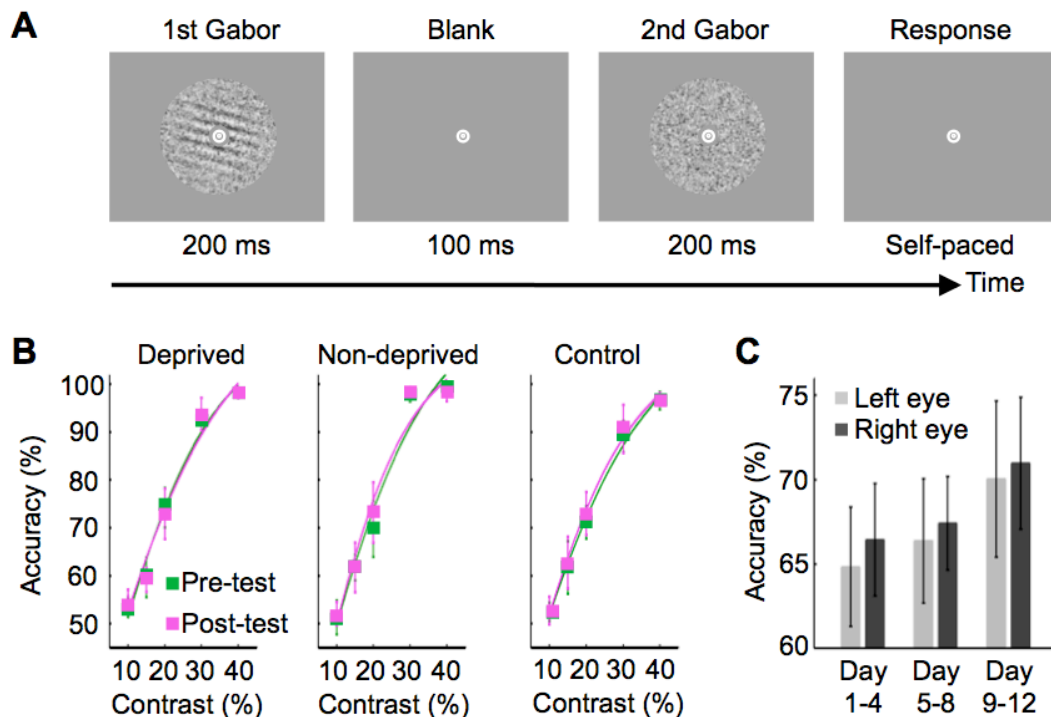 A
1st Gabor Blank 2nd Gabor Response
200 ms 100 ms 200 ms Self-paced
Time
B
Deprived Non-deprived Control
Accuracy (%)
100
90
80
70
60
50
Pre-test
Post-test
10 20 30 40 10 20 30 40 10 20 30 40
Contrast (%) Contrast (%) Contrast (%)
C
Accuracy (%)
75
70
65
60
Left eye
Right eye
Day Day Day
1-4 5-8 9-12